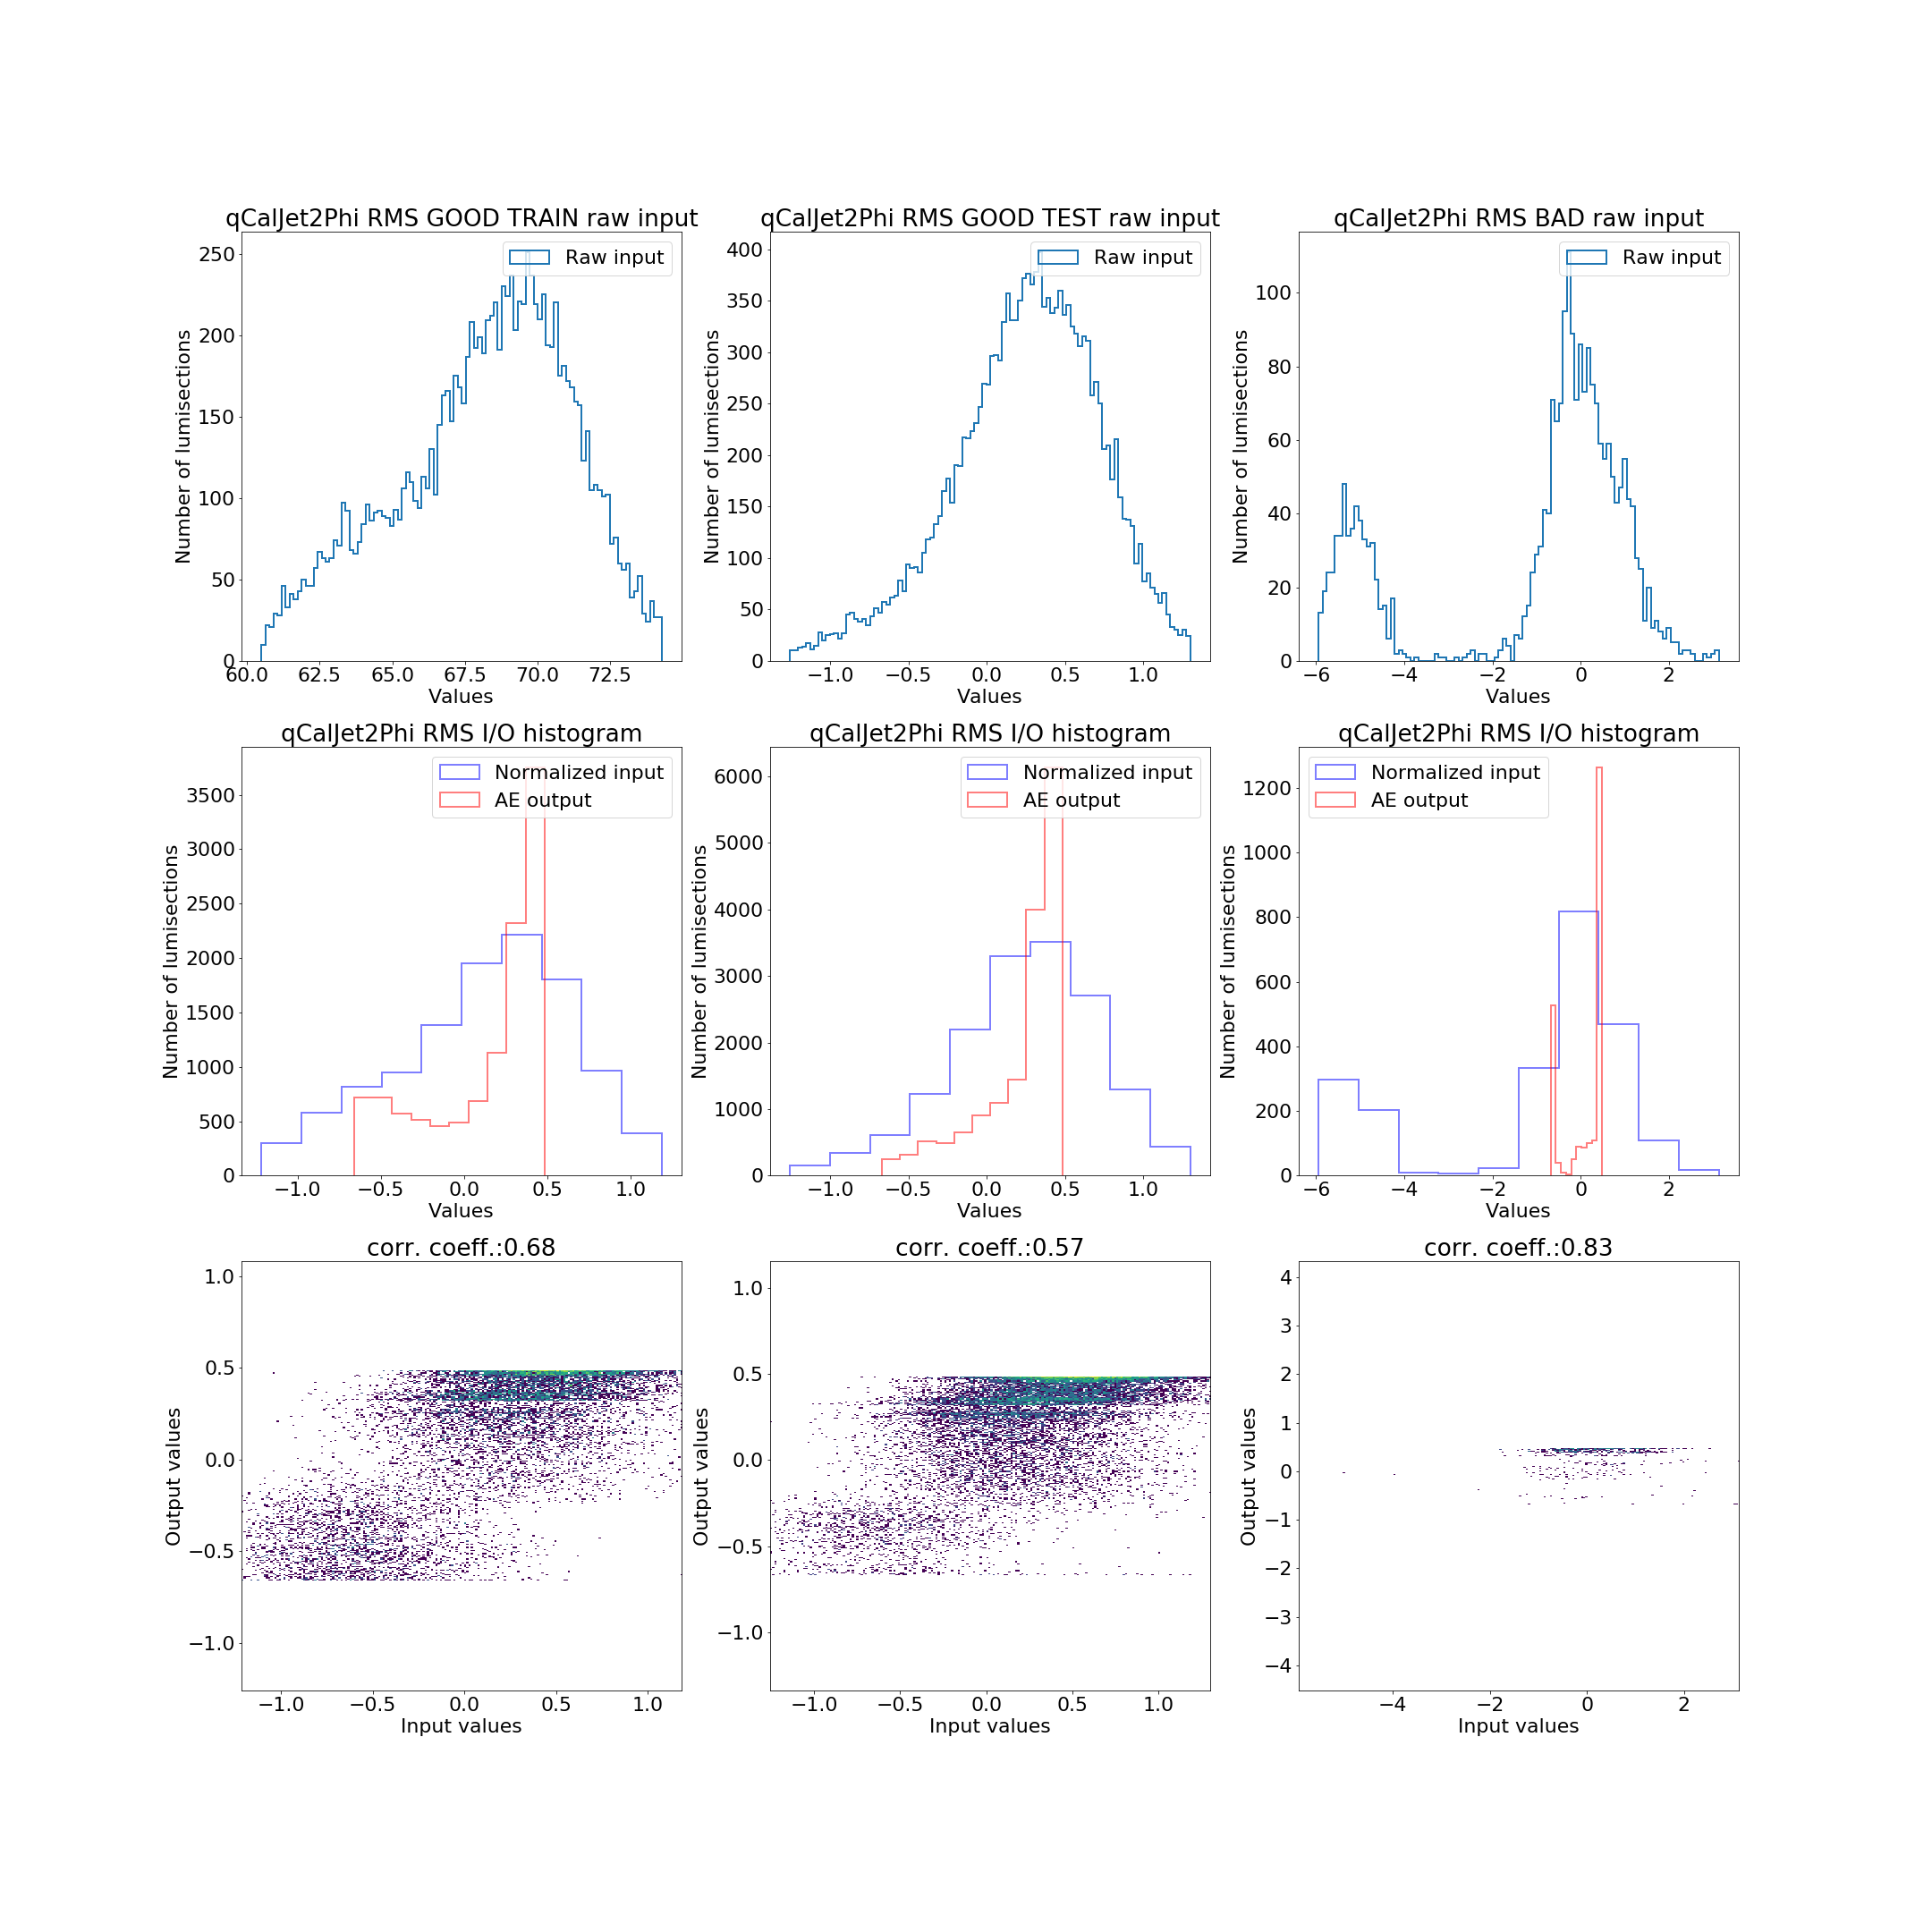 qCalJet2Phi RMS GOOD TRAIN raw input
Raw input
250
200
150
100
50
0
Number of lumisections
60.0 62.5 65.0 67.5 70.0 72.5
Values
qCalJet2Phi RMS GOOD TEST raw input
Raw input
400
350
300
250
200
150
100
50
0
Number of lumisections
−1.0 −0.5 0.0 0.5 1.0
Values
qCalJet2Phi RMS BAD raw input
Raw input
100
80
60
40
20
0
Number of lumisections
−6 −4 −2 0 2
Values
qCalJet2Phi RMS I/O histogram
Normalized input
AE output
3500
3000
2500
2000
1500
1000
500
0
Number of lumisections
−1.0 −0.5 0.0 0.5 1.0
Values
qCalJet2Phi RMS I/O histogram
Normalized input
AE output
6000
5000
4000
3000
2000
1000
0
Number of lumisections
−1.0 −0.5 0.0 0.5 1.0
Values
qCalJet2Phi RMS I/O histogram
Normalized input
AE output
1200
1000
800
600
400
200
0
Number of lumisections
−6 −4 −2 0 2
Values
corr. coeff.:0.68
1.0
0.5
0.0
−0.5
−1.0
Output values
−1.0 −0.5 0.0 0.5 1.0
Input values
corr. coeff.:0.57
1.0
0.5
0.0
−0.5
−1.0
Output values
−1.0 −0.5 0.0 0.5 1.0
Input values
corr. coeff.:0.83
4
3
2
1
0
−1
−2
−3
−4
Output values
−4 −2 0 2
Input values